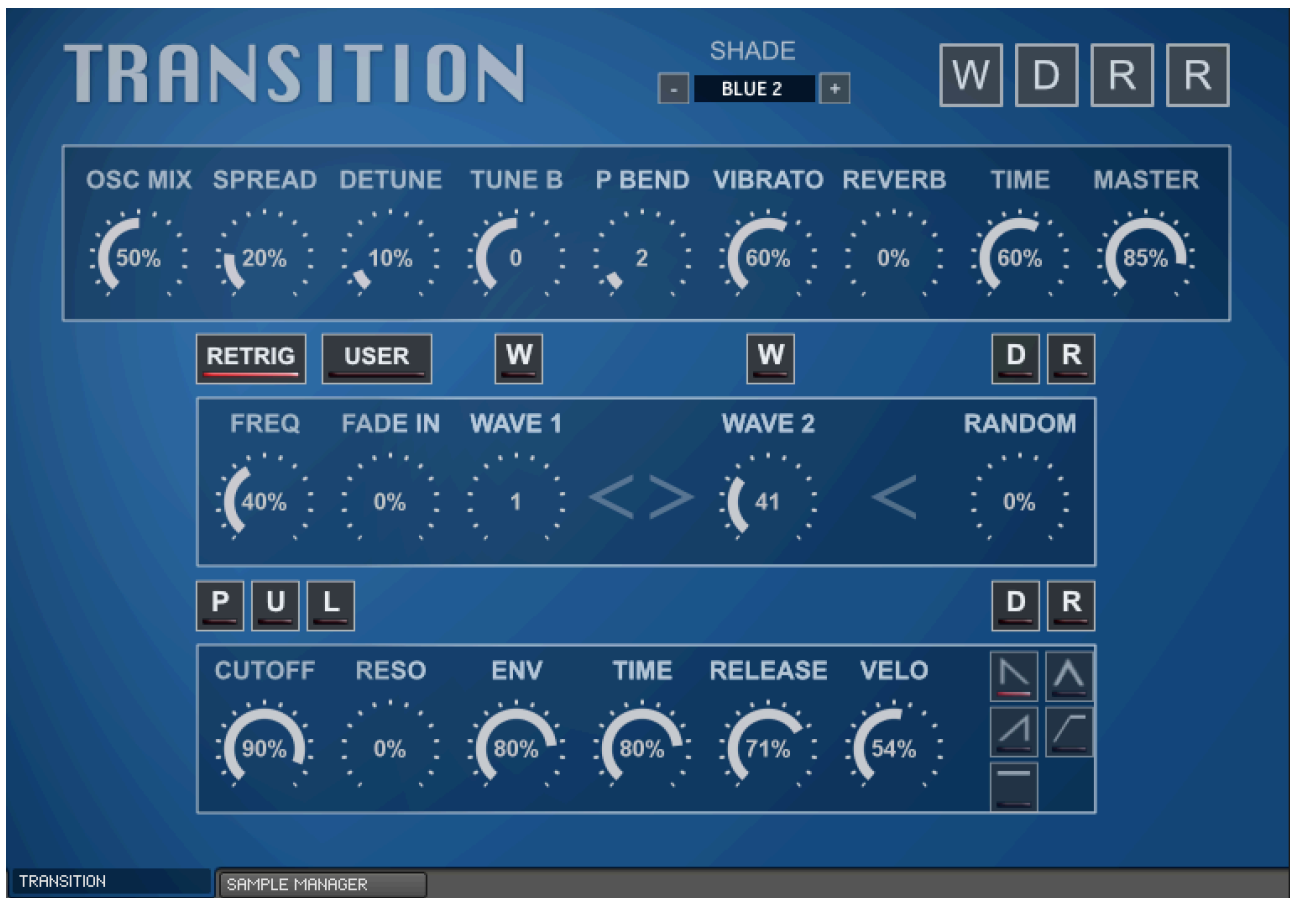 TRANSITION
SHADE
- BLUE 2 +
W D R R
OSC MIX SPREAD DETUNE TUNE B P BEND VIBRATO REVERB TIME MASTER
50% 20% 10% 0 2 60% 0% 60% 85%
RETRIG USER W W D R
FREQ FADE IN WAVE 1 WAVE 2 RANDOM
40% 0% 1 < > 41 < 0%
P U L D R
CUTOFF RESO ENV TIME RELEASE VELO
90% 0% 80% 80% 71% 54%
TRANSITION SAMPLE MANAGER